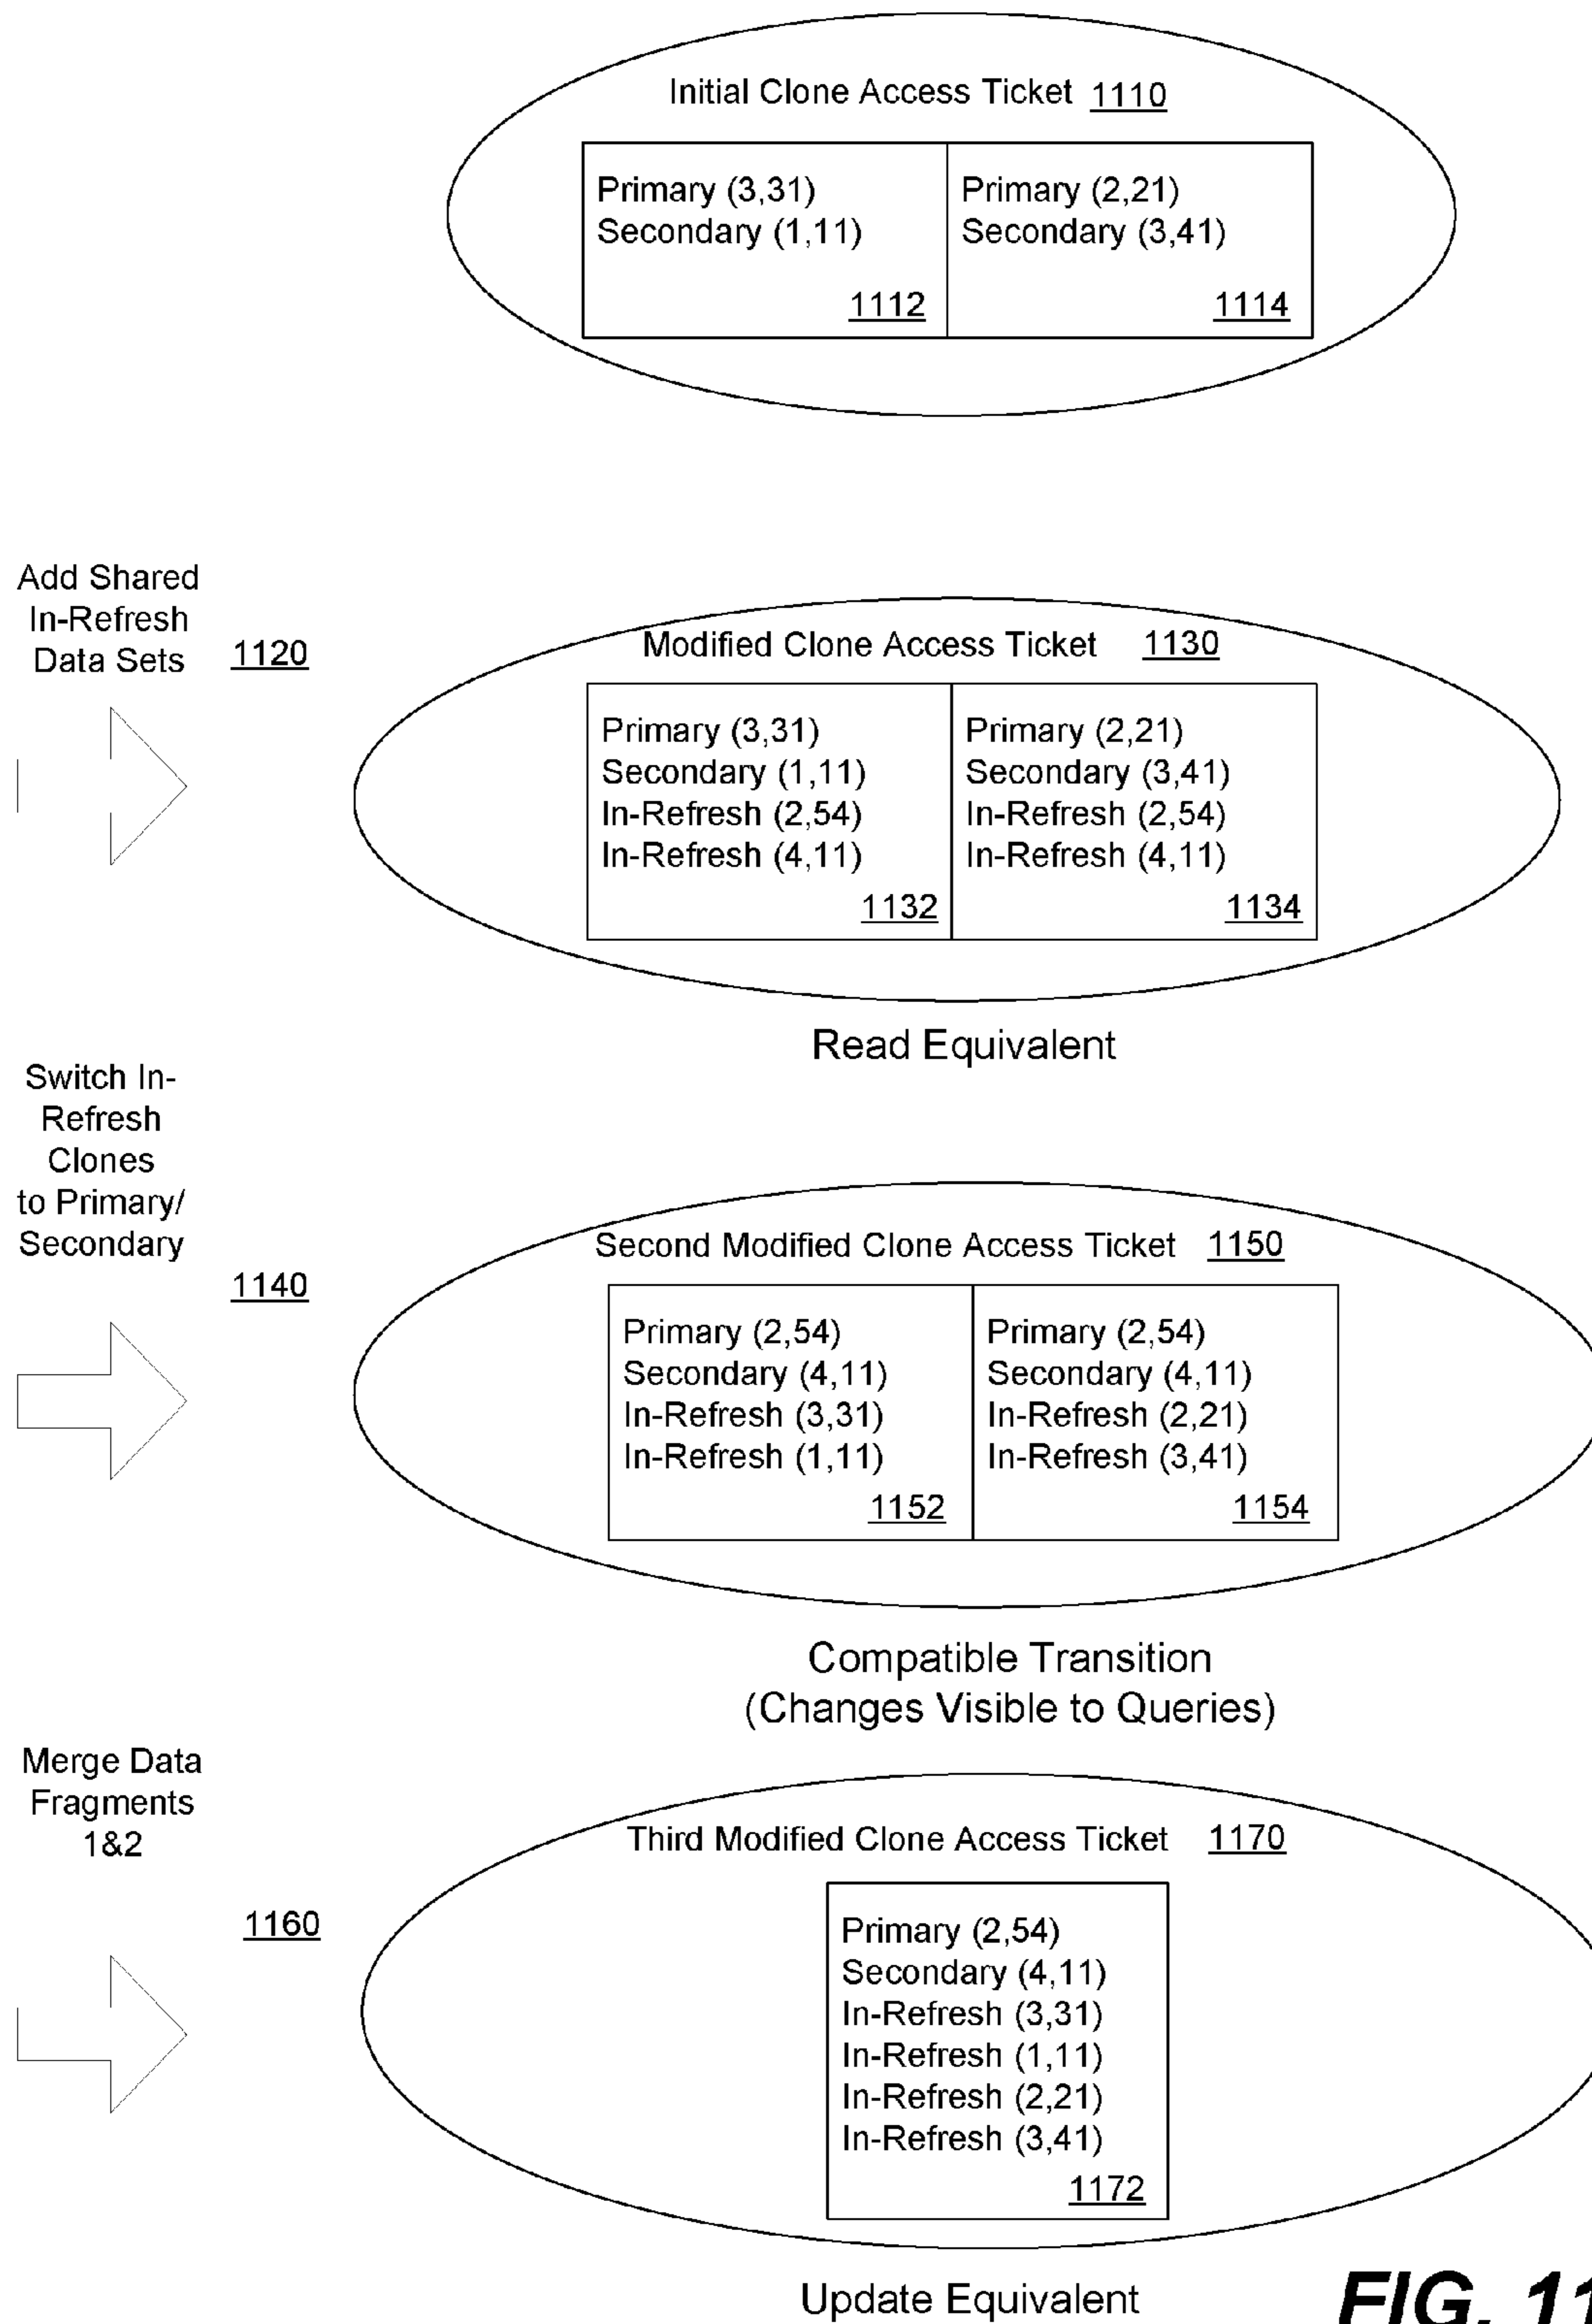 Initial Clone Access Ticket 1110
Primary (3,31)
Secondary (1,11)
1112
Primary (2,21)
Secondary (3,41)
1114
Add Shared
In-Refresh
Data Sets 1120
Modified Clone Access Ticket 1130
Primary (3,31)
Secondary (1,11)
In-Refresh (2,54)
In-Refresh (4,11)
1132
Primary (2,21)
Secondary (3,41)
In-Refresh (2,54)
In-Refresh (4,11)
1134
Read Equivalent
Switch In-
Refresh
Clones
to Primary/
Secondary
1140
Second Modified Clone Access Ticket 1150
Primary (2,54)
Secondary (4,11)
In-Refresh (3,31)
In-Refresh (1,11)
1152
Primary (2,54)
Secondary (4,11)
In-Refresh (2,21)
In-Refresh (3,41)
1154
Compatible Transition
(Changes Visible to Queries)
Merge Data
Fragments
1&2
1160
Third Modified Clone Access Ticket 1170
Primary (2,54)
Secondary (4,11)
In-Refresh (3,31)
In-Refresh (1,11)
In-Refresh (2,21)
In-Refresh (3,41)
1172
Update Equivalent
FIG. 11